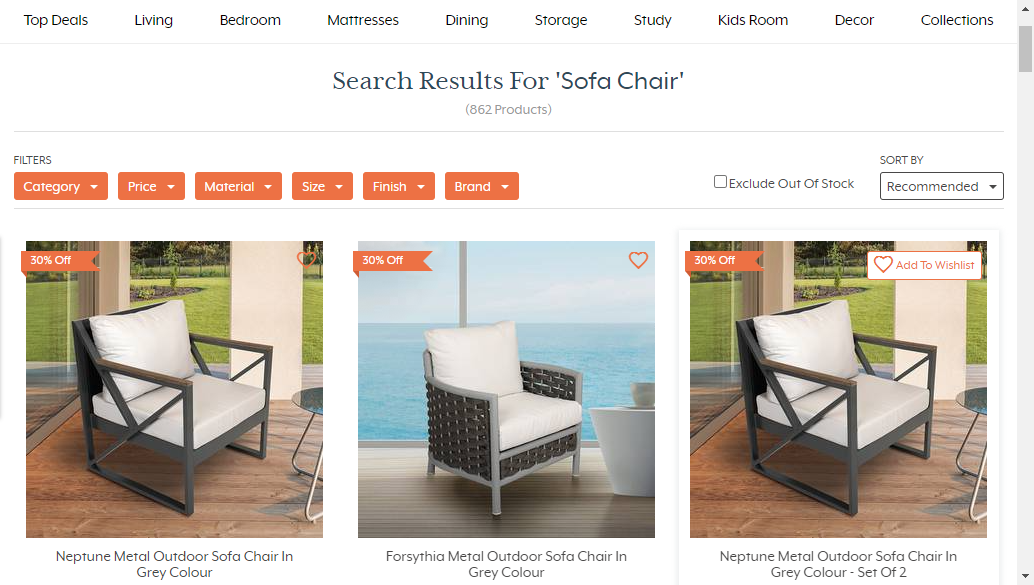 Top Deals Living Bedroom Mattresses Dining Storage Study Kids Room Decor Collections
Search Results For 'Sofa Chair'
(862 Products)
FILTERS
SORT BY
Category Price Material Size Finish Brand
Exclude Out Of Stock
Recommended
30% Off
30% Off
30% Off
Add To Wishlist
Neptune Metal Outdoor Sofa Chair In
Grey Colour
Forsythia Metal Outdoor Sofa Chair In
Grey Colour
Neptune Metal Outdoor Sofa Chair In
Grey Colour - Set Of 2